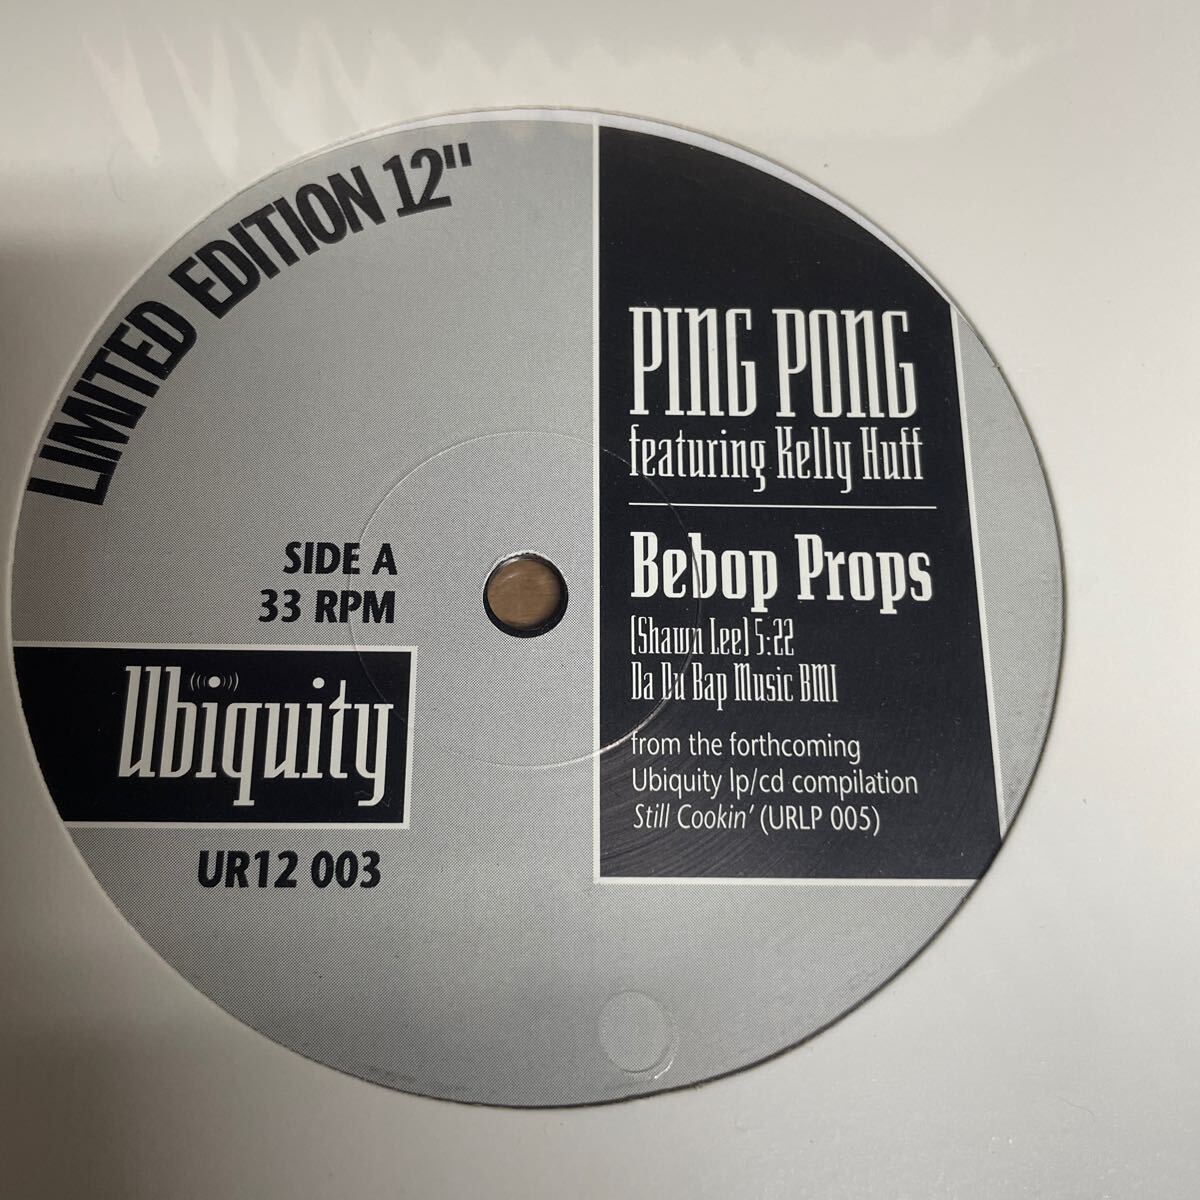 LIMITED EDITION 12"
SIDE A
33 RPM
Ubiquity
UR12 003
PING PONG
featuring Kelly Huff
Bebop Props
(Shawn Lee) 5:22
Da Du Bap Music BMI
from the forthcoming
Ubiquity lp/cd compilation
Still Cookin' (URLP 005)